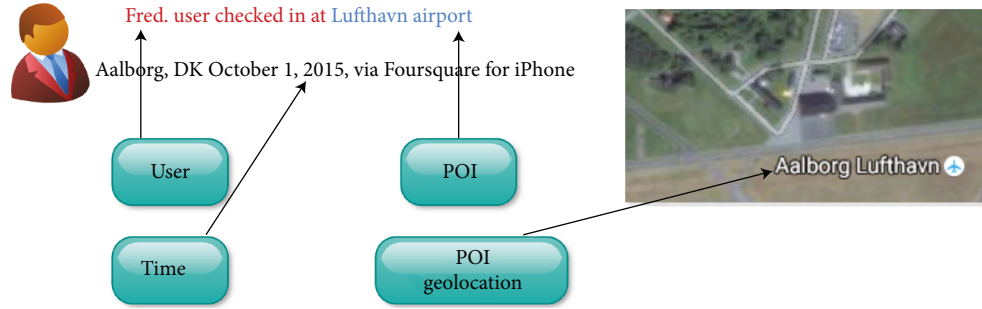 Fred. user checked in at Lufthavn airport
Aalborg, DK October 1, 2015, via Foursquare for iPhone
User
POI
Aalborg Lufthavn
Time
POI
geolocation